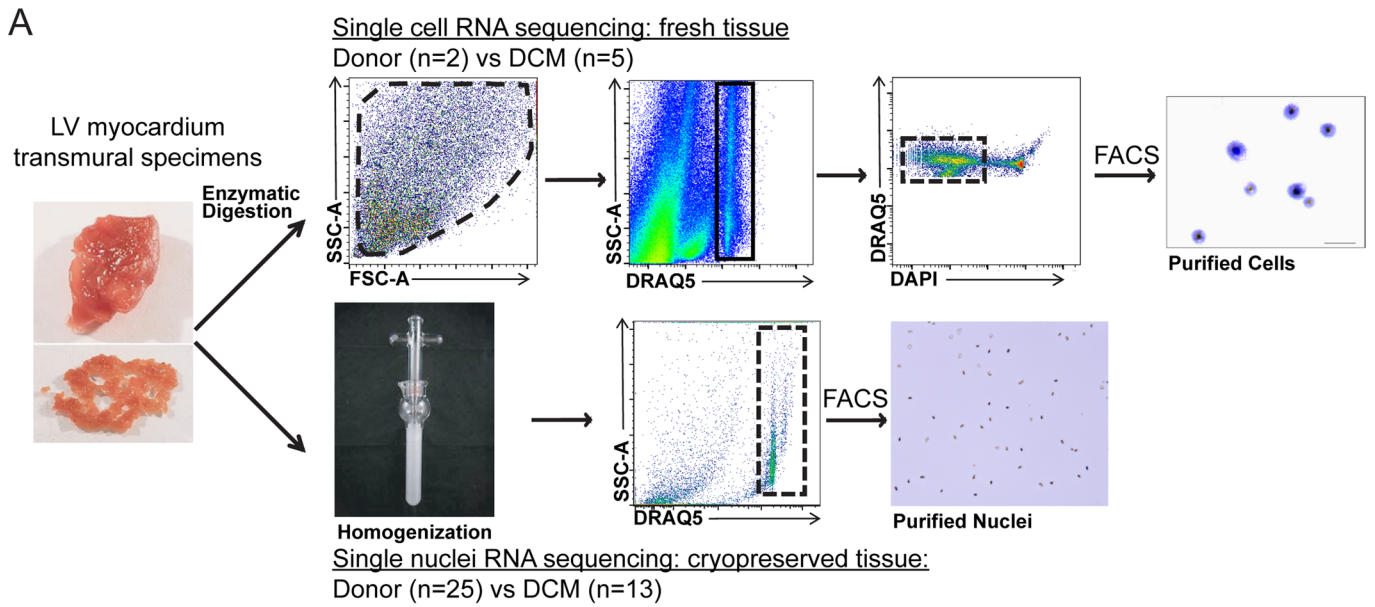 A
Single cell RNA sequencing: fresh tissue
Donor (n=2) vs DCM (n=5)
LV myocardium
transmural specimens
Enzymatic
Digestion
SSC-A
FSC-A
SSC-A
DRAQ5
DRAQ5
DAPI
FACS
Purified Cells
Homogenization
SSC-A
DRAQ5
FACS
Purified Nuclei
Single nuclei RNA sequencing: cryopreserved tissue:
Donor (n=25) vs DCM (n=13)